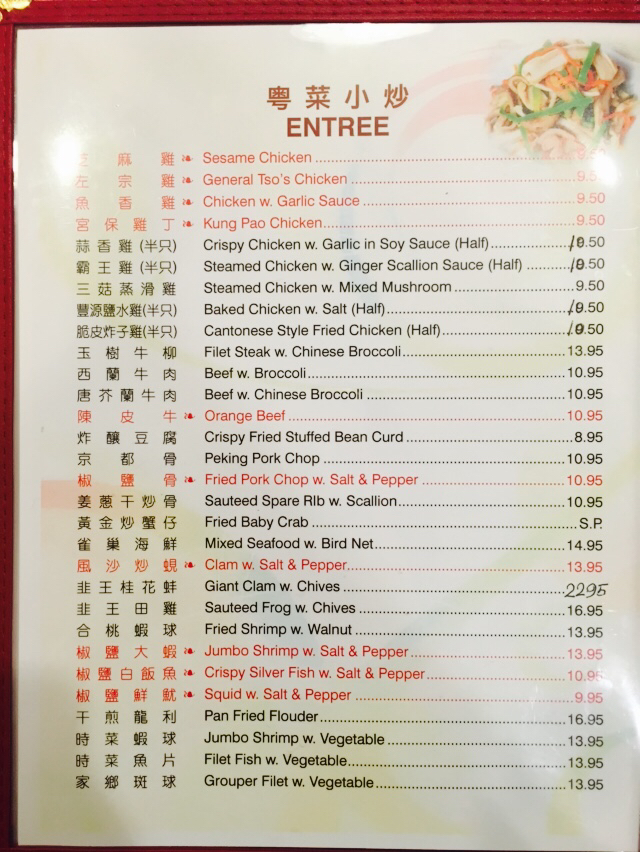 粵菜小炒
ENTREE
芝麻雞 Sesame Chicken 9.50
左宗雞 General Tso's Chicken 9.50
魚香雞 Chicken w. Garlic Sauce 9.50
宮保雞丁 Kung Pao Chicken 9.50
蒜香雞(半只) Crispy Chicken w. Garlic in Soy Sauce (Half) 10.50
霸王雞(半只) Steamed Chicken w. Ginger Scallion Sauce (Half) 10.50
三菇蒸滑雞 Steamed Chicken w. Mixed Mushroom 9.50
豐源鹽水雞(半只) Baked Chicken w. Salt (Half) 10.50
脆皮炸子雞(半只) Cantonese Style Fried Chicken (Half) 10.50
玉樹牛柳 Filet Steak w. Chinese Broccoli 13.95
西蘭牛肉 Beef w. Broccoli 10.95
唐芥蘭牛肉 Beef w. Chinese Broccoli 10.95
陳皮牛 Orange Beef 10.95
炸釀豆腐 Crispy Fried Stuffed Bean Curd 8.95
京都骨 Peking Pork Chop 10.95
椒鹽骨 Fried Pork Chop w. Salt & Pepper 10.95
姜蔥干炒骨 Sauteed Spare RIb w. Scallion 10.95
黃金炒蟹仔 Fried Baby Crab S.P.
雀巢海鮮 Mixed Seafood w. Bird Net 14.95
風沙炒蜆 Clam w. Salt & Pepper 13.95
韭王桂花蚌 Giant Clam w. Chives 22.95
韭王田雞 Sauteed Frog w. Chives 16.95
合桃蝦球 Fried Shrimp w. Walnut 13.95
椒鹽大蝦 Jumbo Shrimp w. Salt & Pepper 13.95
椒鹽白飯魚 Crispy Silver Fish w. Salt & Pepper 10.95
椒鹽鮮魷 Squid w. Salt & Pepper 9.95
干煎龍利 Pan Fried Flouder 16.95
時菜蝦球 Jumbo Shrimp w. Vegetable 13.95
時菜魚片 Filet Fish w. Vegetable 13.95
家鄉斑球 Grouper Filet w. Vegetable 13.95